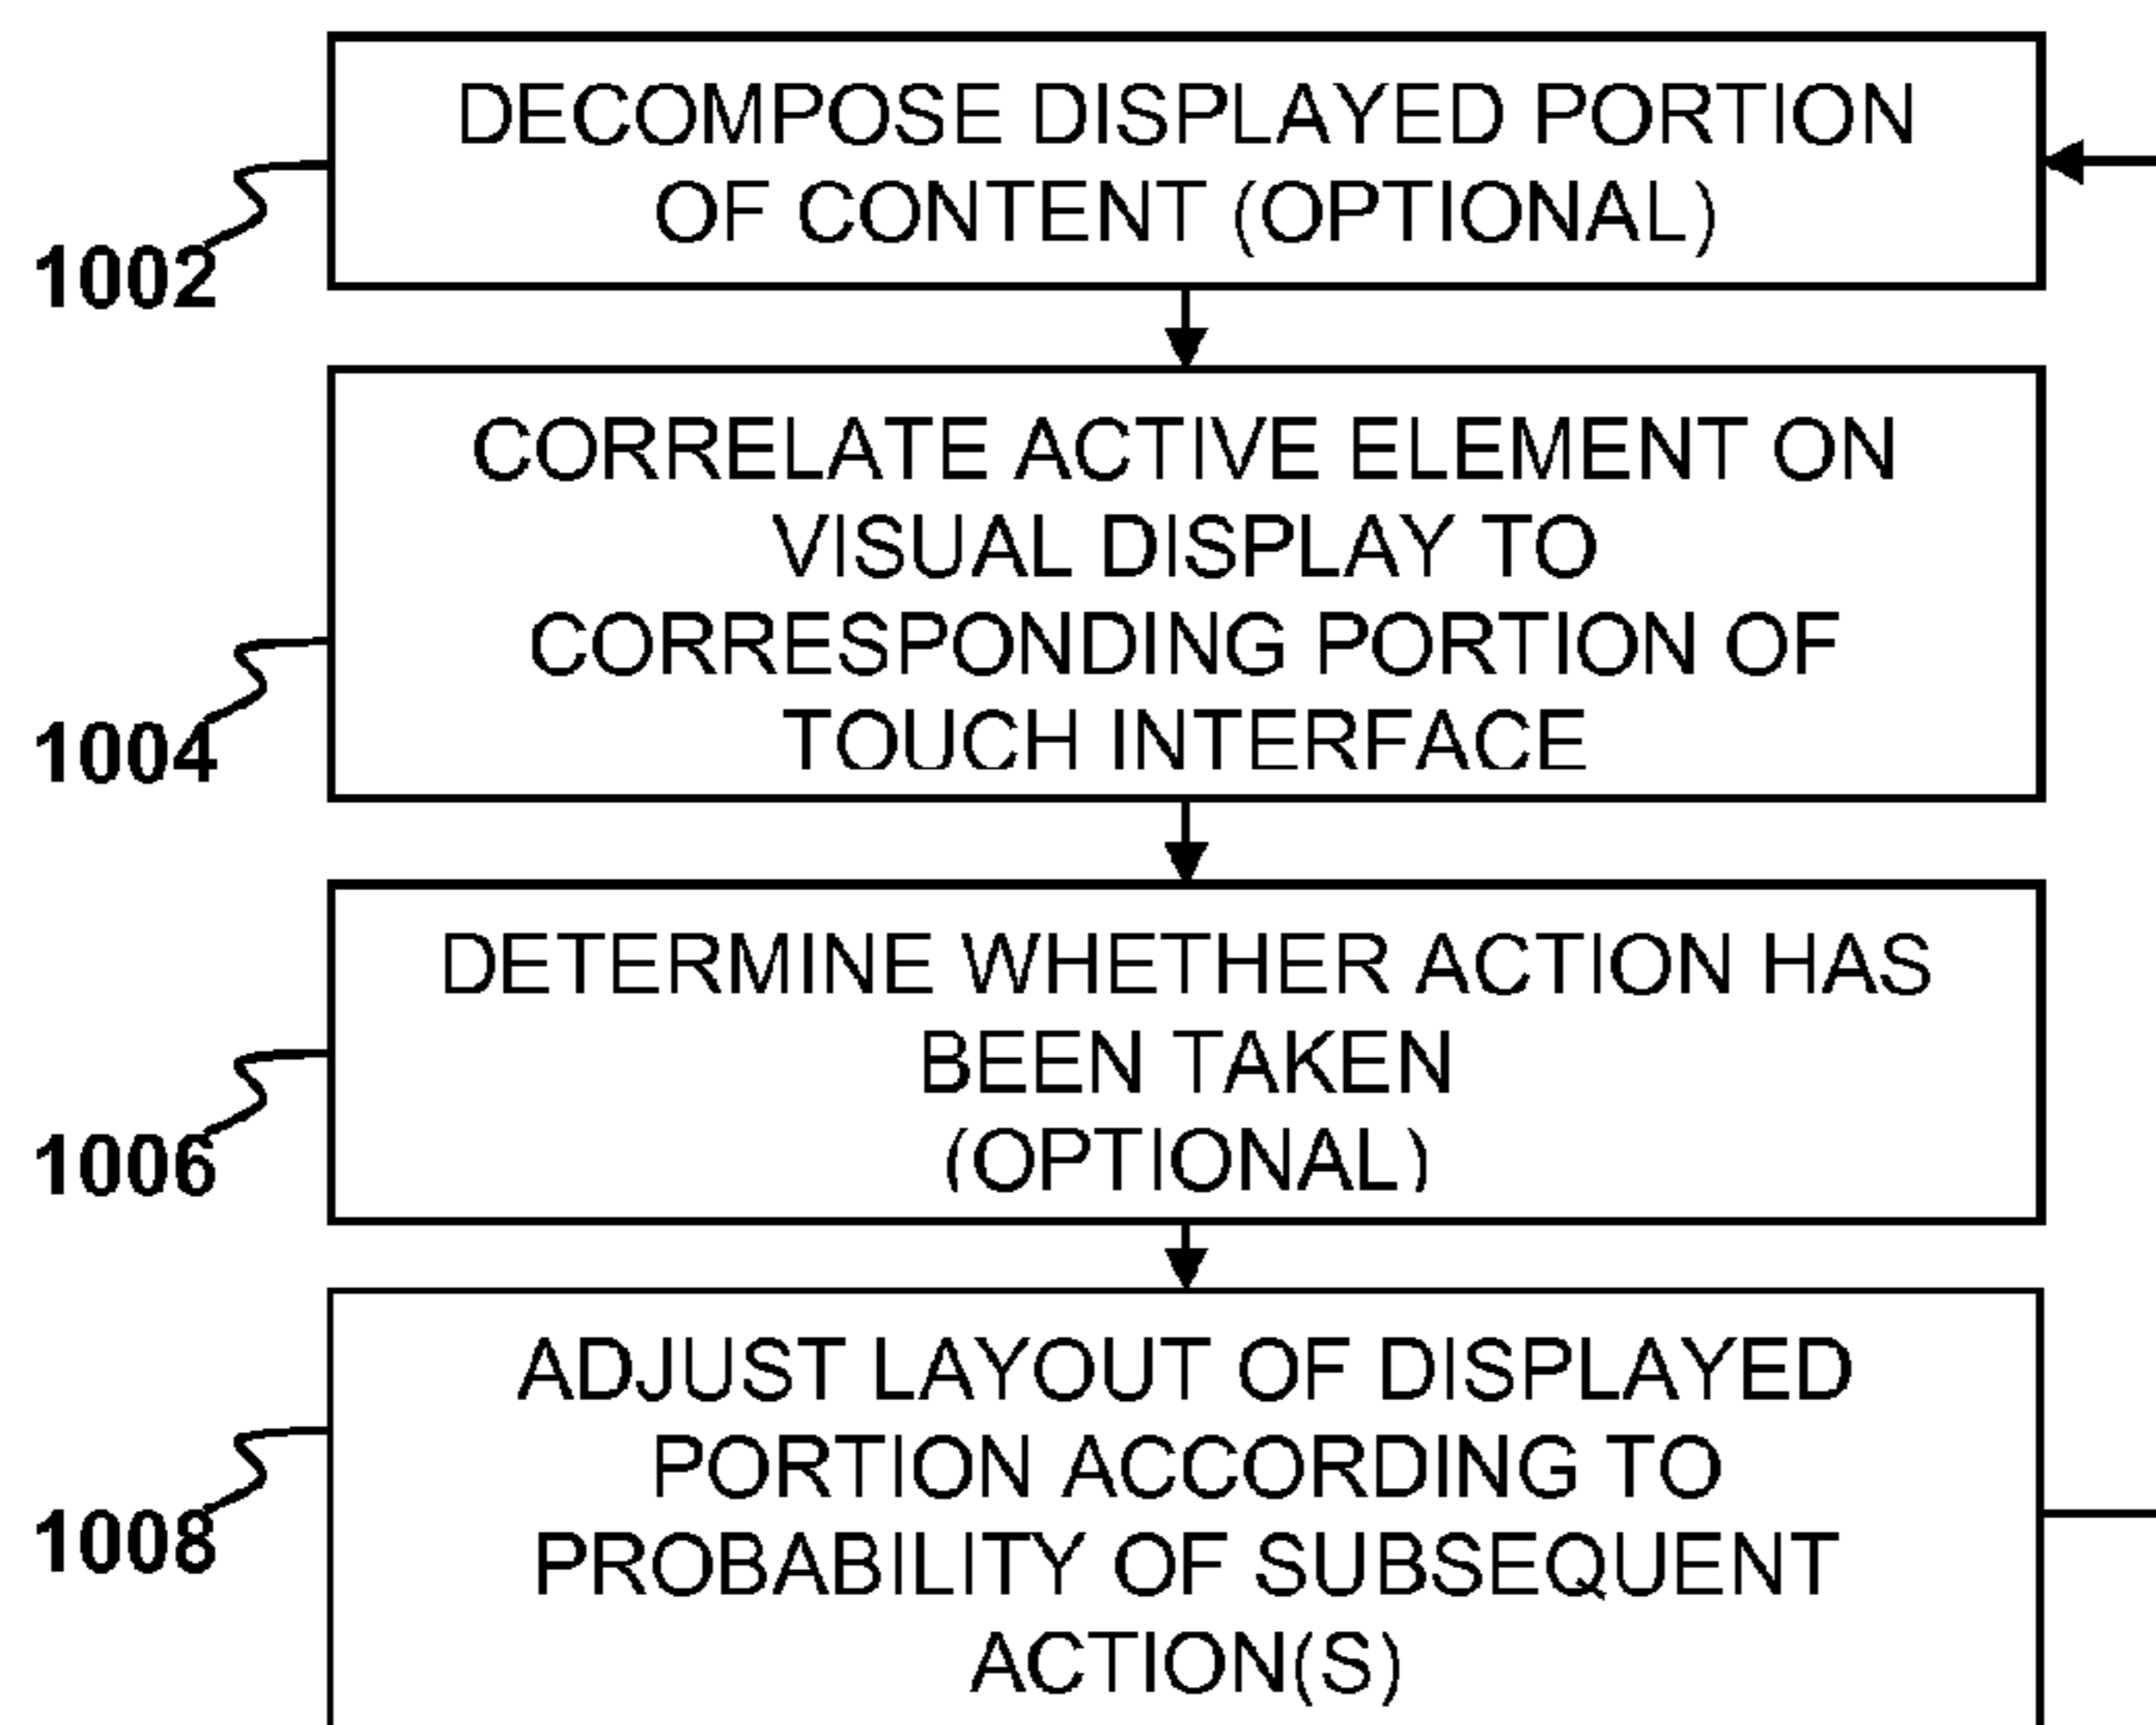 DECOMPOSE DISPLAYED PORTION
OF CONTENT (OPTIONAL)
1002
CORRELATE ACTIVE ELEMENT ON
VISUAL DISPLAY TO
CORRESPONDING PORTION OF
TOUCH INTERFACE
1004
DETERMINE WHETHER ACTION HAS
BEEN TAKEN
(OPTIONAL)
1006
ADJUST LAYOUT OF DISPLAYED
PORTION ACCORDING TO
PROBABILITY OF SUBSEQUENT
ACTION(S)
1008